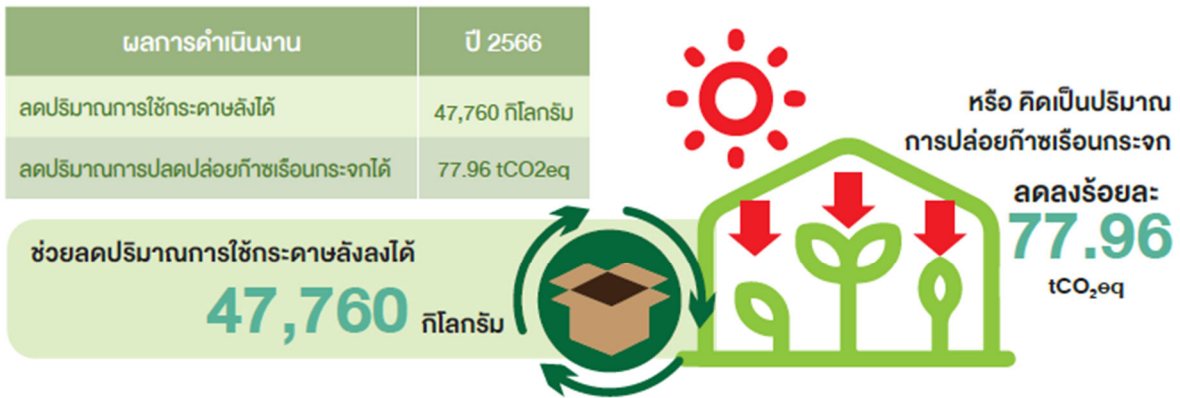 ผลการดำเนินงาน ปี 2566
ลดปริมาณการใช้กระดาษลังได้ 47,760 กิโลกรัม
ลดปริมาณการปลดปล่อยก๊าซเรือนกระจกได้ 77.96 tCO2eq
ช่วยลดปริมาณการใช้กระดาษลังลงได้
47,760 กิโลกรัม
หรือ คิดเป็นปริมาณ
การปล่อยก๊าซเรือนกระจก
ลดลงร้อยละ
77.96
tCO₂eq